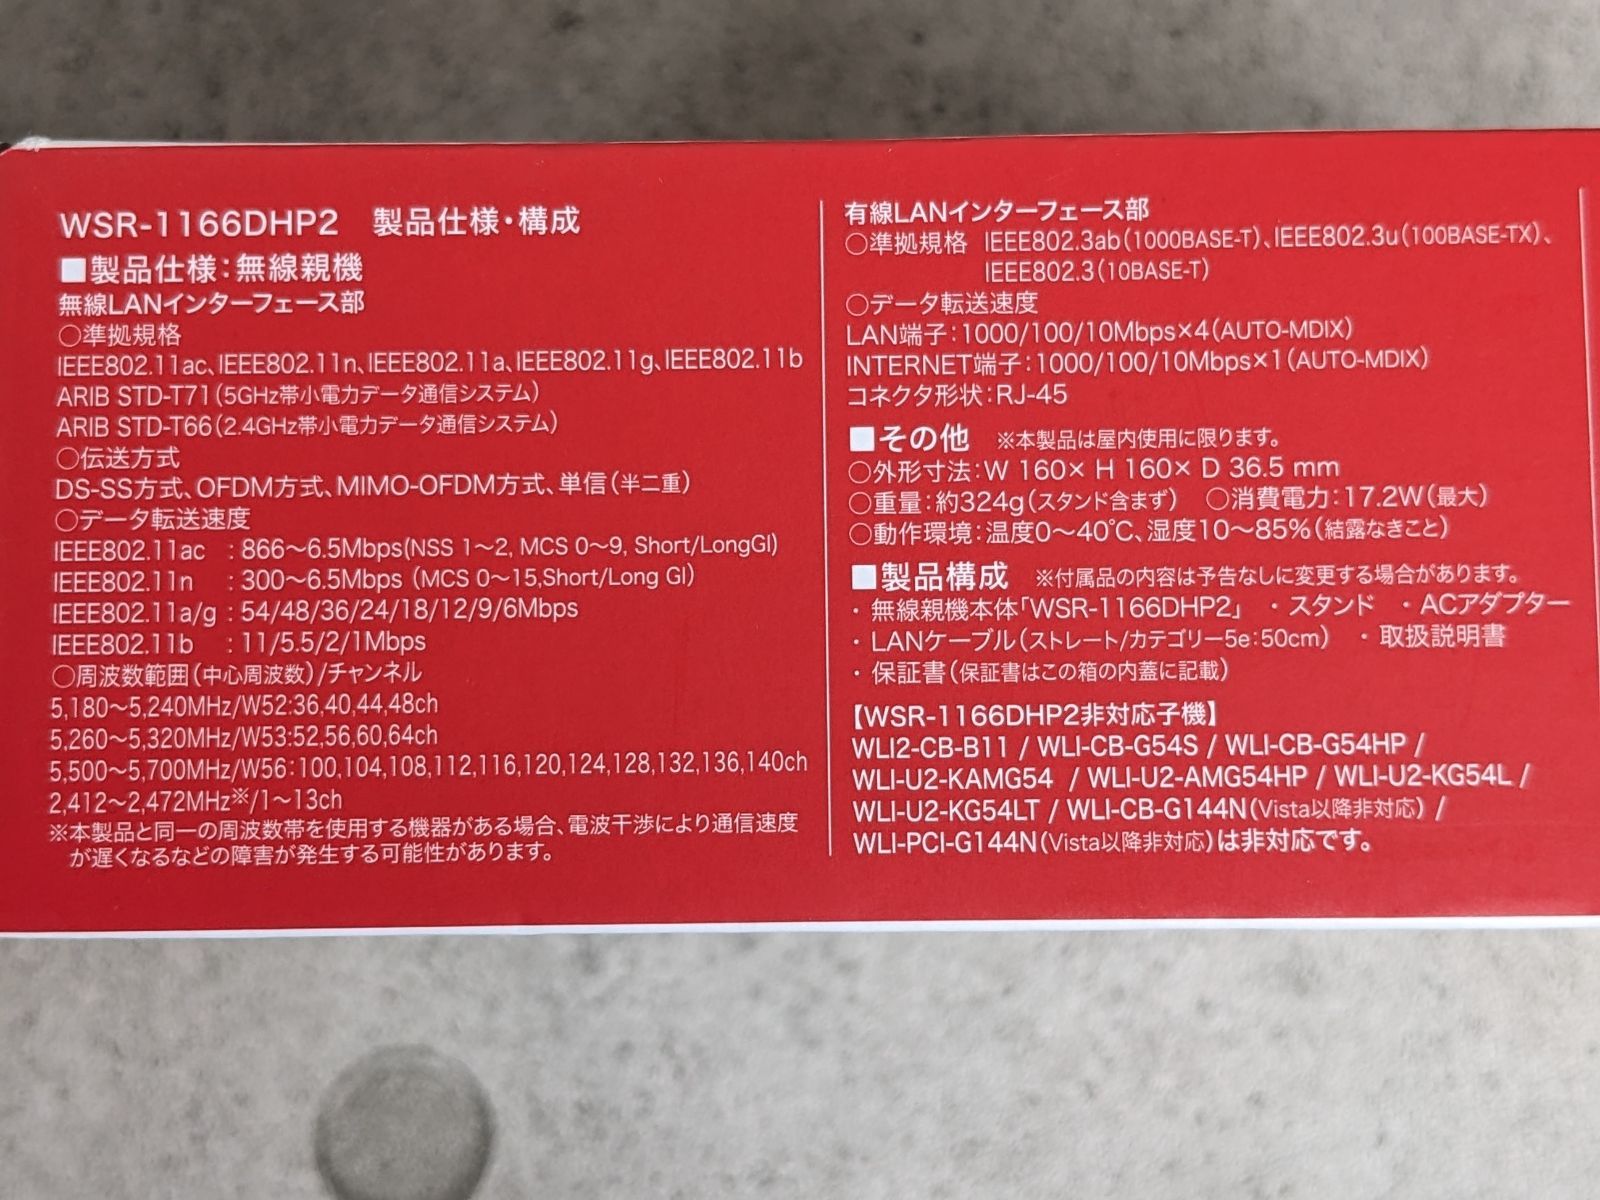 WSR-1166DHP2　製品仕様・構成
■製品仕様：無線親機
無線LANインターフェース部
○準拠規格
IEEE802.11ac、IEEE802.11n、IEEE802.11a、IEEE802.11g、IEEE802.11b
ARIB STD-T71（5GHz帯小電力データ通信システム）
ARIB STD-T66（2.4GHz帯小電力データ通信システム）
○伝送方式
DS-SS方式、OFDM方式、MIMO-OFDM方式、単信（半二重）
○データ転送速度
IEEE802.11ac ：866～6.5Mbps(NSS 1～2, MCS 0～9, Short/LongGI)
IEEE802.11n ：300～6.5Mbps （MCS 0～15,Short/Long GI）
IEEE802.11a/g：54/48/36/24/18/12/9/6Mbps
IEEE802.11b ：11/5.5/2/1Mbps
○周波数範囲（中心周波数）/チャンネル
5,180～5,240MHz/W52:36,40,44,48ch
5,260～5,320MHz/W53:52,56,60,64ch
5,500～5,700MHz/W56：100,104,108,112,116,120,124,128,132,136,140ch
2,412～2,472MHz※/1～13ch
※本製品と同一の周波数帯を使用する機器がある場合、電波干渉により通信速度
が遅くなるなどの障害が発生する可能性があります。
有線LANインターフェース部
○準拠規格 IEEE802.3ab（1000BASE-T）、IEEE802.3u（100BASE-TX）、
IEEE802.3（10BASE-T）
○データ転送速度
LAN端子：1000/100/10Mbps×4（AUTO-MDIX）
INTERNET端子：1000/100/10Mbps×1（AUTO-MDIX）
コネクタ形状：RJ-45
■その他 ※本製品は屋内使用に限ります。
○外形寸法：W 160× H 160× D 36.5 mm
○重量：約324g（スタンド含まず） ○消費電力：17.2W（最大）
○動作環境：温度0～40℃、湿度10～85%（結露なきこと）
■製品構成 ※付属品の内容は予告なしに変更する場合があります。
・無線親機本体「WSR-1166DHP2」 ・スタンド ・ACアダプター
・LANケーブル（ストレート/カテゴリー5e：50cm） ・取扱説明書
・保証書（保証書はこの箱の内蓋に記載）
【WSR-1166DHP2非対応子機】
WLI2-CB-B11 / WLI-CB-G54S / WLI-CB-G54HP /
WLI-U2-KAMG54 / WLI-U2-AMG54HP / WLI-U2-KG54L /
WLI-U2-KG54LT / WLI-CB-G144N（Vista以降非対応） /
WLI-PCI-G144N（Vista以降非対応）は非対応です。